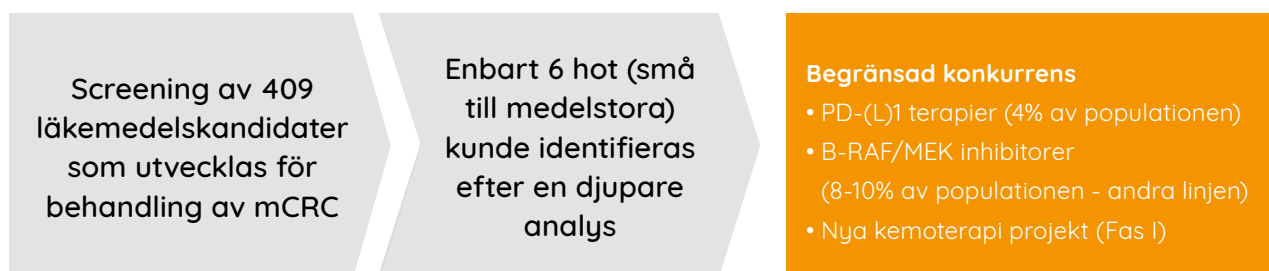 Screening av 409
läkemedelskandidater
som utvecklas för
behandling av mCRC
Enbart 6 hot (små
till medelstora)
kunde identifieras
efter en djupare
analys
Begränsad konkurrens
• PD-(L)1 terapier (4% av populationen)
• B-RAF/MEK inhibitorer
(8-10% av populationen - andra linjen)
• Nya kemoterapi projekt (Fas I)